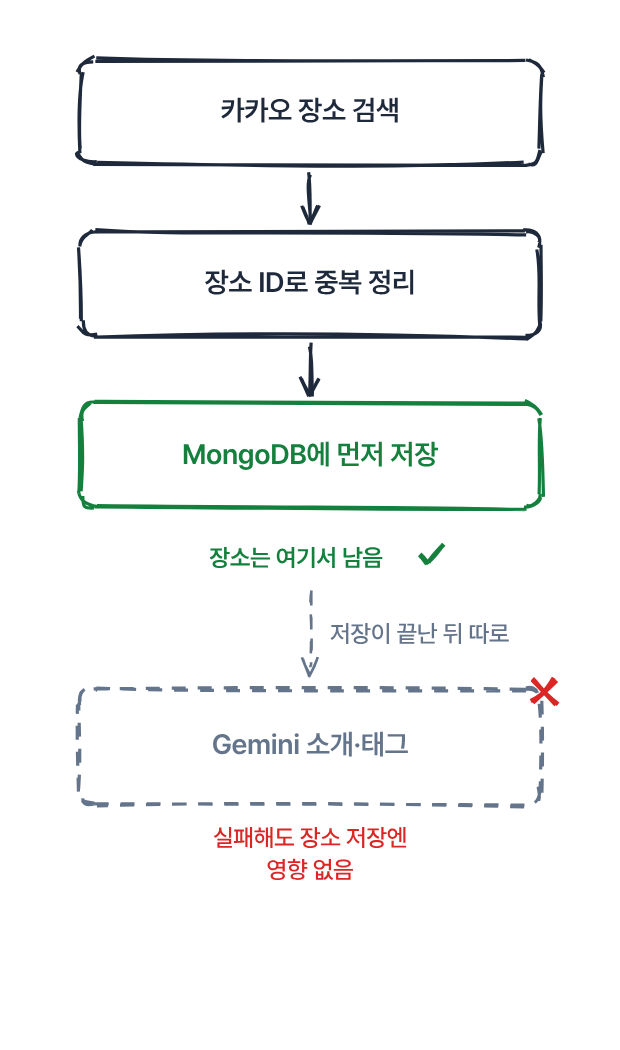 카카오 장소 검색
장소 ID로 중복 정리
MongoDB에 먼저 저장
장소는 여기서 남음
저장이 끝난 뒤 따로
Gemini 소개·태그
실패해도 장소 저장엔
영향 없음